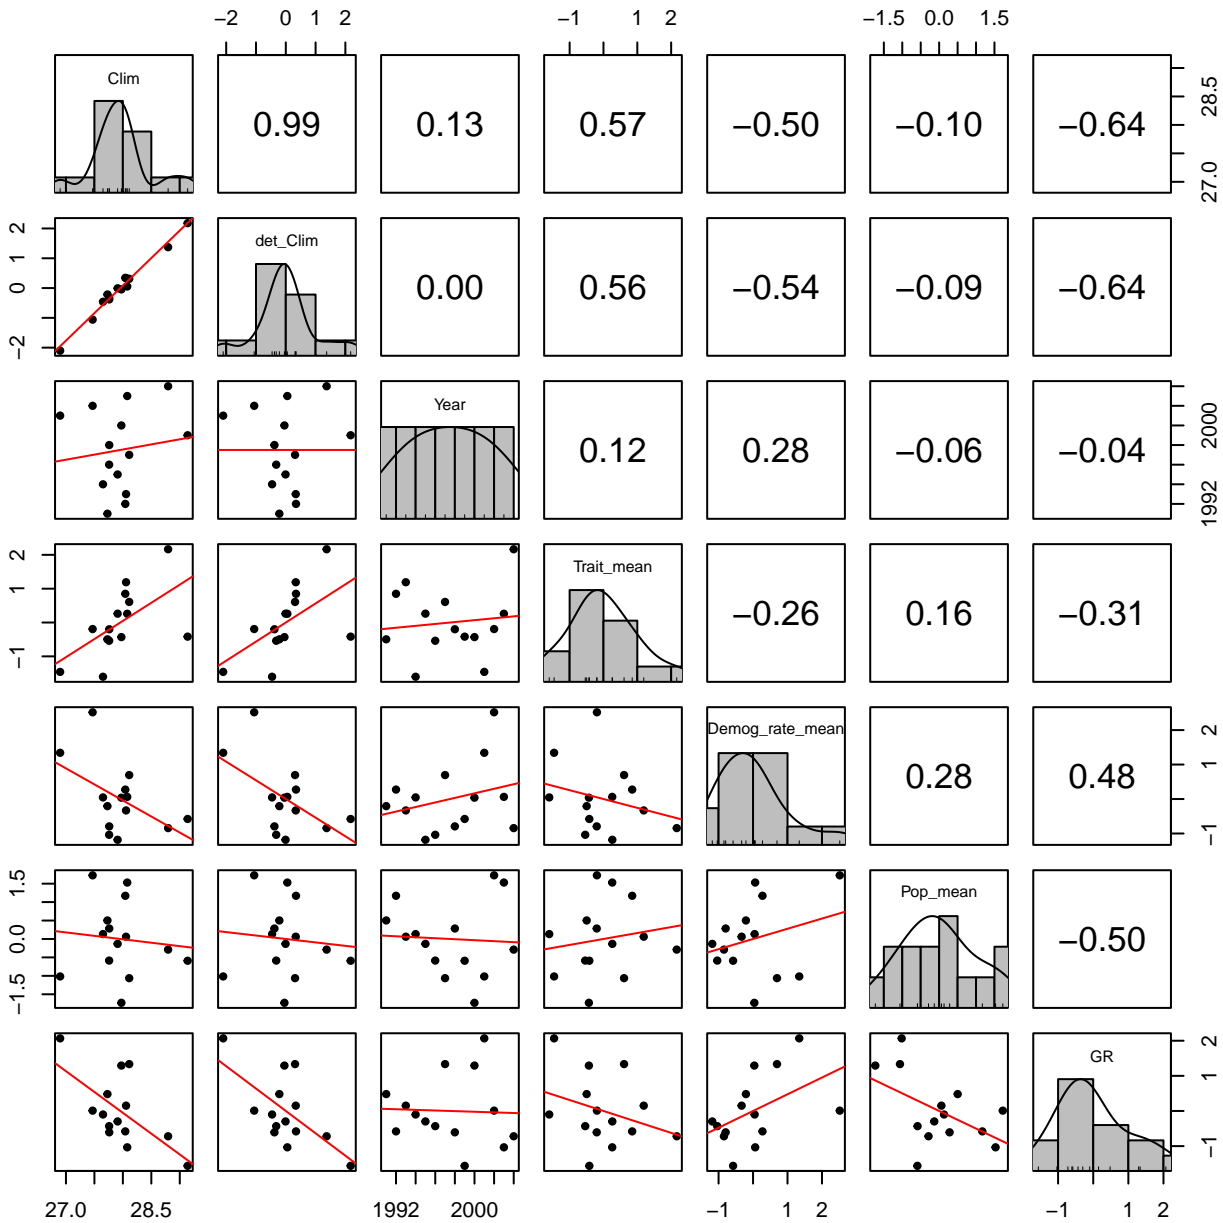 −2 0 1 2 −1 1 2 −1.5 0.0 1.5
Clim 0.99 0.13 0.57 −0.50 −0.10 −0.64 27.0 28.5
−2 0 1 2 det_Clim 0.00 0.56 −0.54 −0.09 −0.64
Year 0.12 0.28 −0.06 −0.04 1992 2000
−1 1 2 Trait_mean −0.26 0.16 −0.31
Demog_rate_mean 0.28 0.48 −1 1 2
−1.5 0.0 1.5 Pop_mean −0.50
GR −1 1 2
27.0 28.5 1992 2000 −1 1 2 −1 1 2